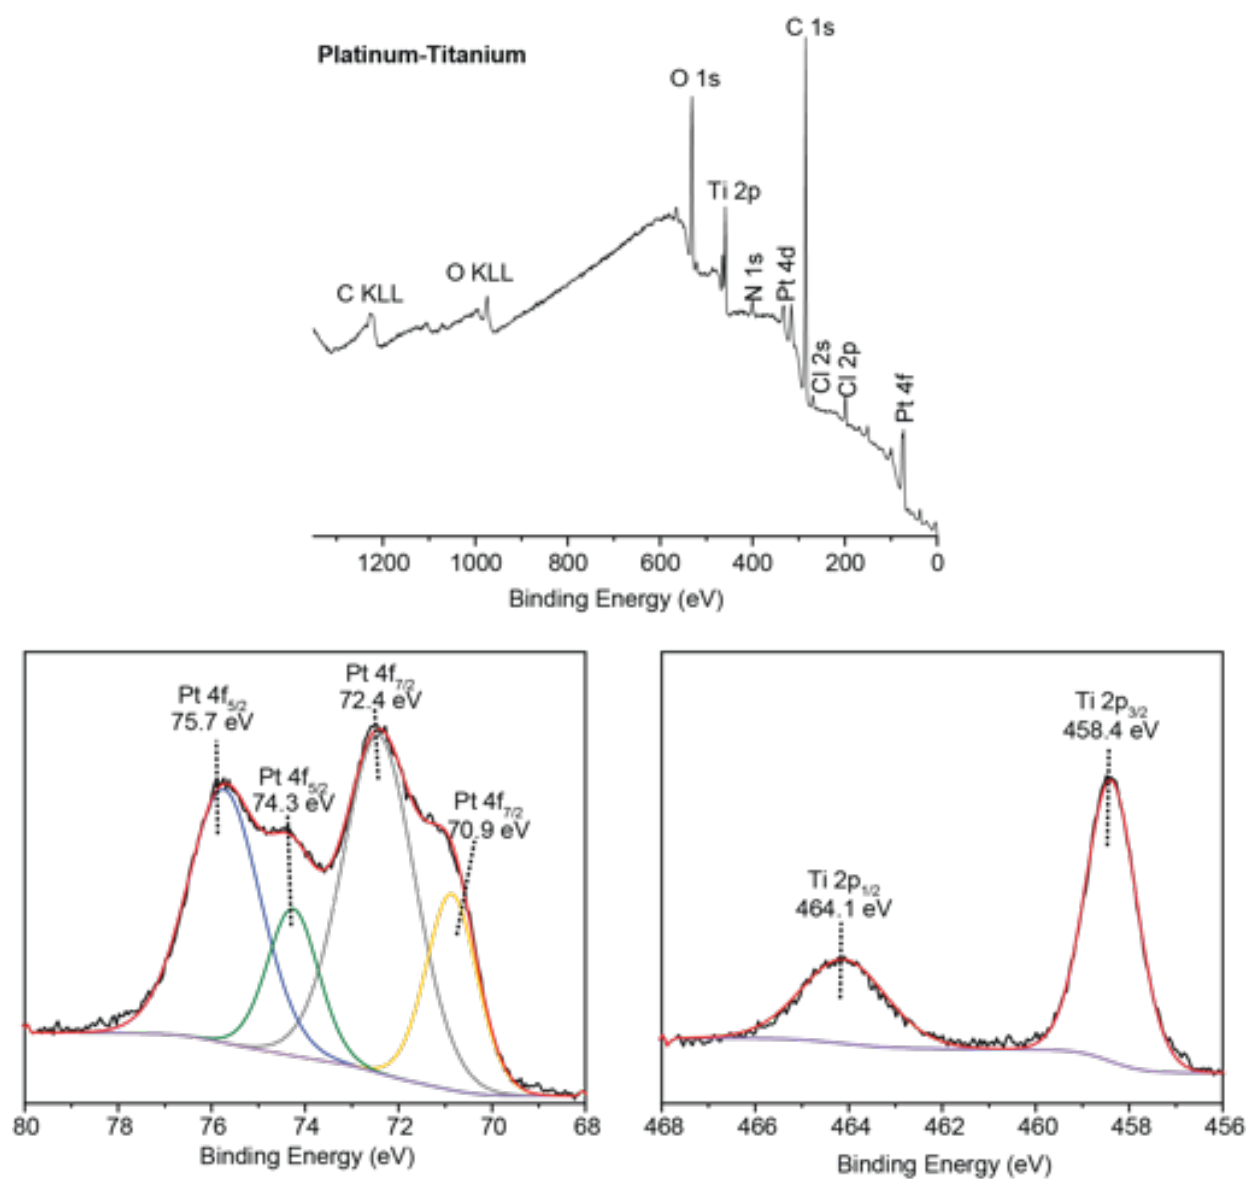 Platinum-Titanium
C 1s
O 1s
Ti 2p
N 1s
Pt 4d
O KLL
C KLL
Cl 2s
Cl 2p
Pt 4f
1200 1000 800 600 400 200 0
Binding Energy (eV)
Pt 4f7/2
72.4 eV
Pt 4f5/2
75.7 eV
Pt 4f5/2
74.3 eV
Pt 4f7/2
70.9 eV
80 78 76 74 72 70 68
Binding Energy (eV)
Ti 2p3/2
458.4 eV
Ti 2p1/2
464.1 eV
468 466 464 462 460 458 456
Binding Energy (eV)